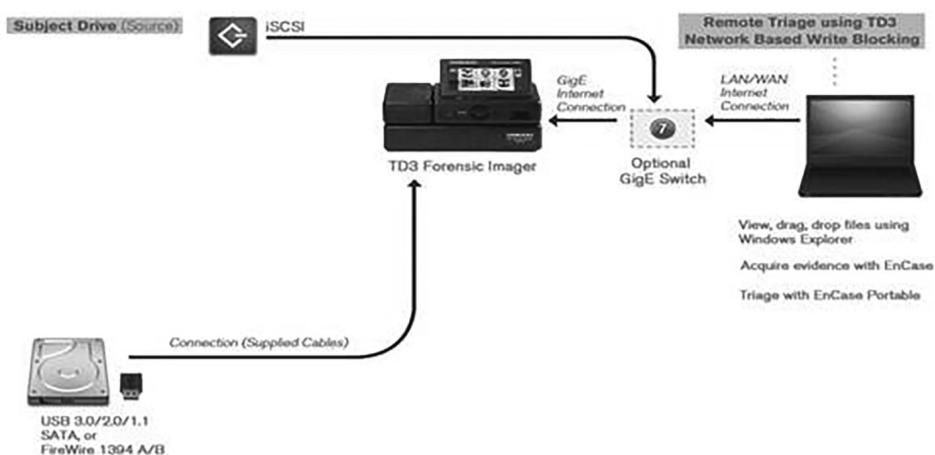 Subject Drive (Source)
iSCSI
Remote Triage using TD3
Network Based Write Blocking
GigE
Internet
Connection
LAN/WAN
Internet
Connection
7
TD3 Forensic Imager
Optional
GigE Switch
View, drag, drop files using
Windows Explorer
Acquire evidence with EnCase
Triage with EnCase Portable
Connection (Supplied Cables)
USB 3.0/2.0/1.1
SATA, or
FireWire 1394 A/B